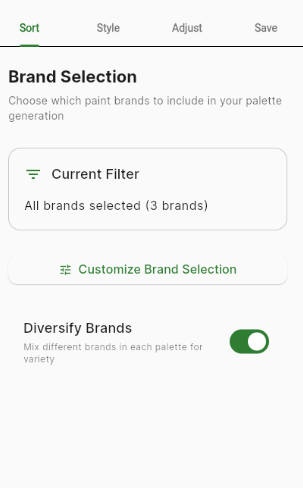 Sort Style Adjust Save
Brand Selection
Choose which paint brands to include in your palette
generation
Current Filter
All brands selected (3 brands)
Customize Brand Selection
Diversify Brands
Mix different brands in each palette for
variety